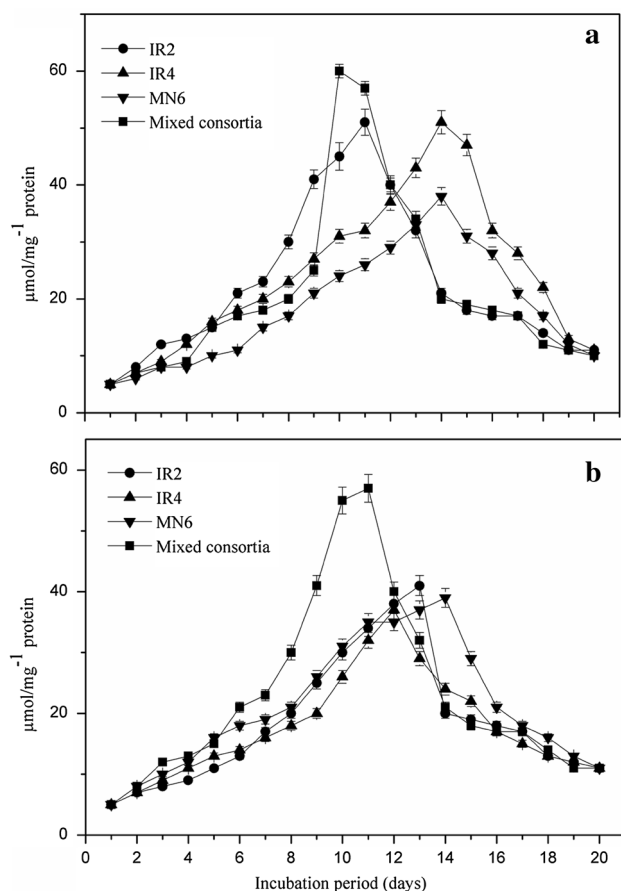 a
IR2
IR4
MN6
Mixed consortia
60
40
20
0
µmol/mg⁻¹ protein
b
IR2
IR4
MN6
Mixed consortia
60
40
20
0
µmol/mg⁻¹ protein
0 2 4 6 8 10 12 14 16 18 20
Incubation period (days)